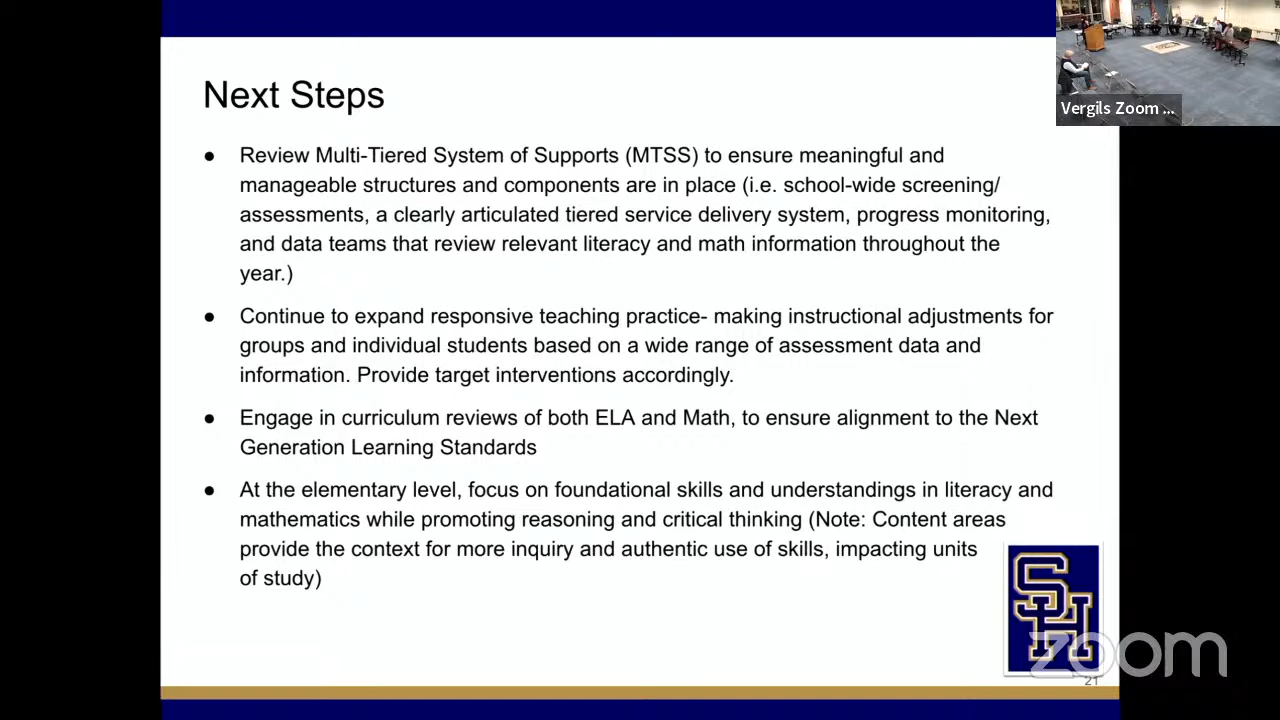 Next Steps
● Review Multi-Tiered System of Supports (MTSS) to ensure meaningful and
manageable structures and components are in place (i.e. school-wide screening/
assessments, a clearly articulated tiered service delivery system, progress monitoring,
and data teams that review relevant literacy and math information throughout the
year.)
● Continue to expand responsive teaching practice- making instructional adjustments for
groups and individual students based on a wide range of assessment data and
information. Provide target interventions accordingly.
● Engage in curriculum reviews of both ELA and Math, to ensure alignment to the Next
Generation Learning Standards
● At the elementary level, focus on foundational skills and understandings in literacy and
mathematics while promoting reasoning and critical thinking (Note: Content areas
provide the context for more inquiry and authentic use of skills, impacting units
of study)
Vergils Zoom ...
SH
zoom
21